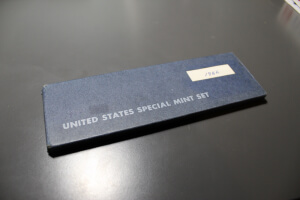 UNITED STATES SPECIAL MINT SET